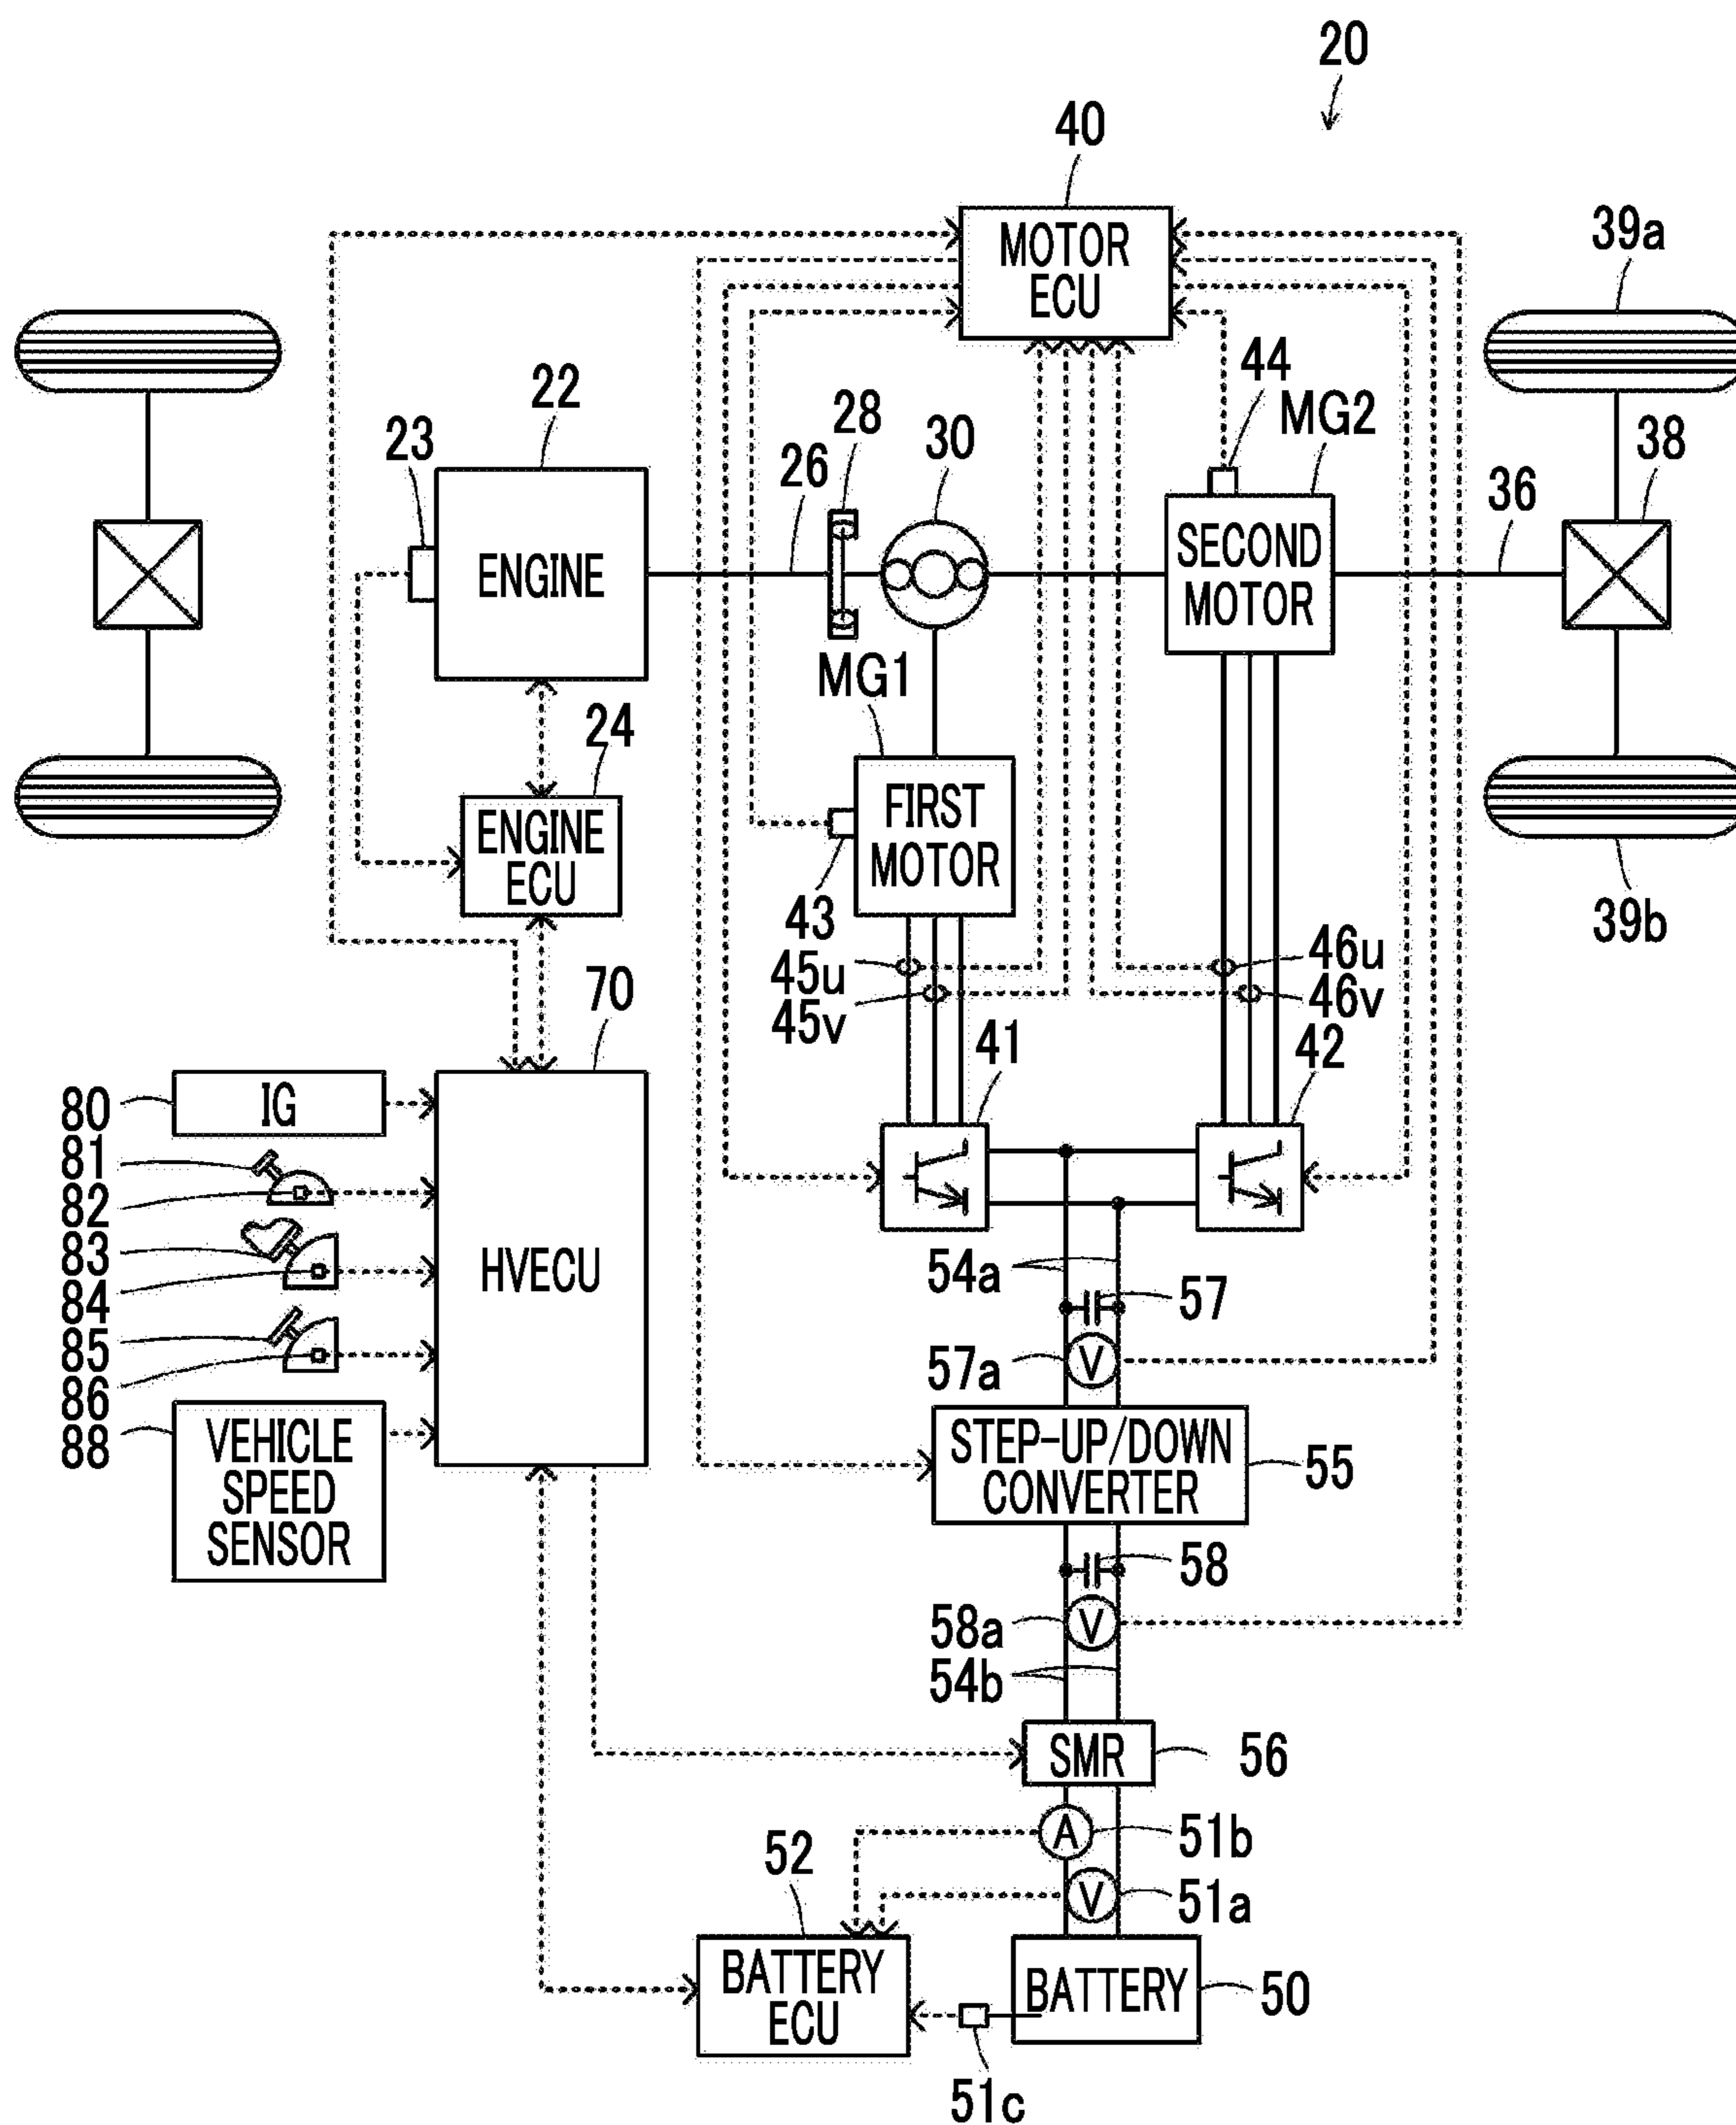 20
40
MOTOR
ECU
39a
22
23
28
30
44
MG2
26
36
38
ENGINE
SECOND
MOTOR
MG1
24
ENGINE
ECU
FIRST
MOTOR
43
39b
45u
45v
46u
46v
70
41
42
80
IG
81
82
83
84
85
86
88
HVECU
54a
57
57a
V
VEHICLE
SPEED
SENSOR
STEP-UP/DOWN
CONVERTER
55
58
58a
V
54b
SMR
56
A
51b
52
V
51a
BATTERY
ECU
BATTERY
50
51c